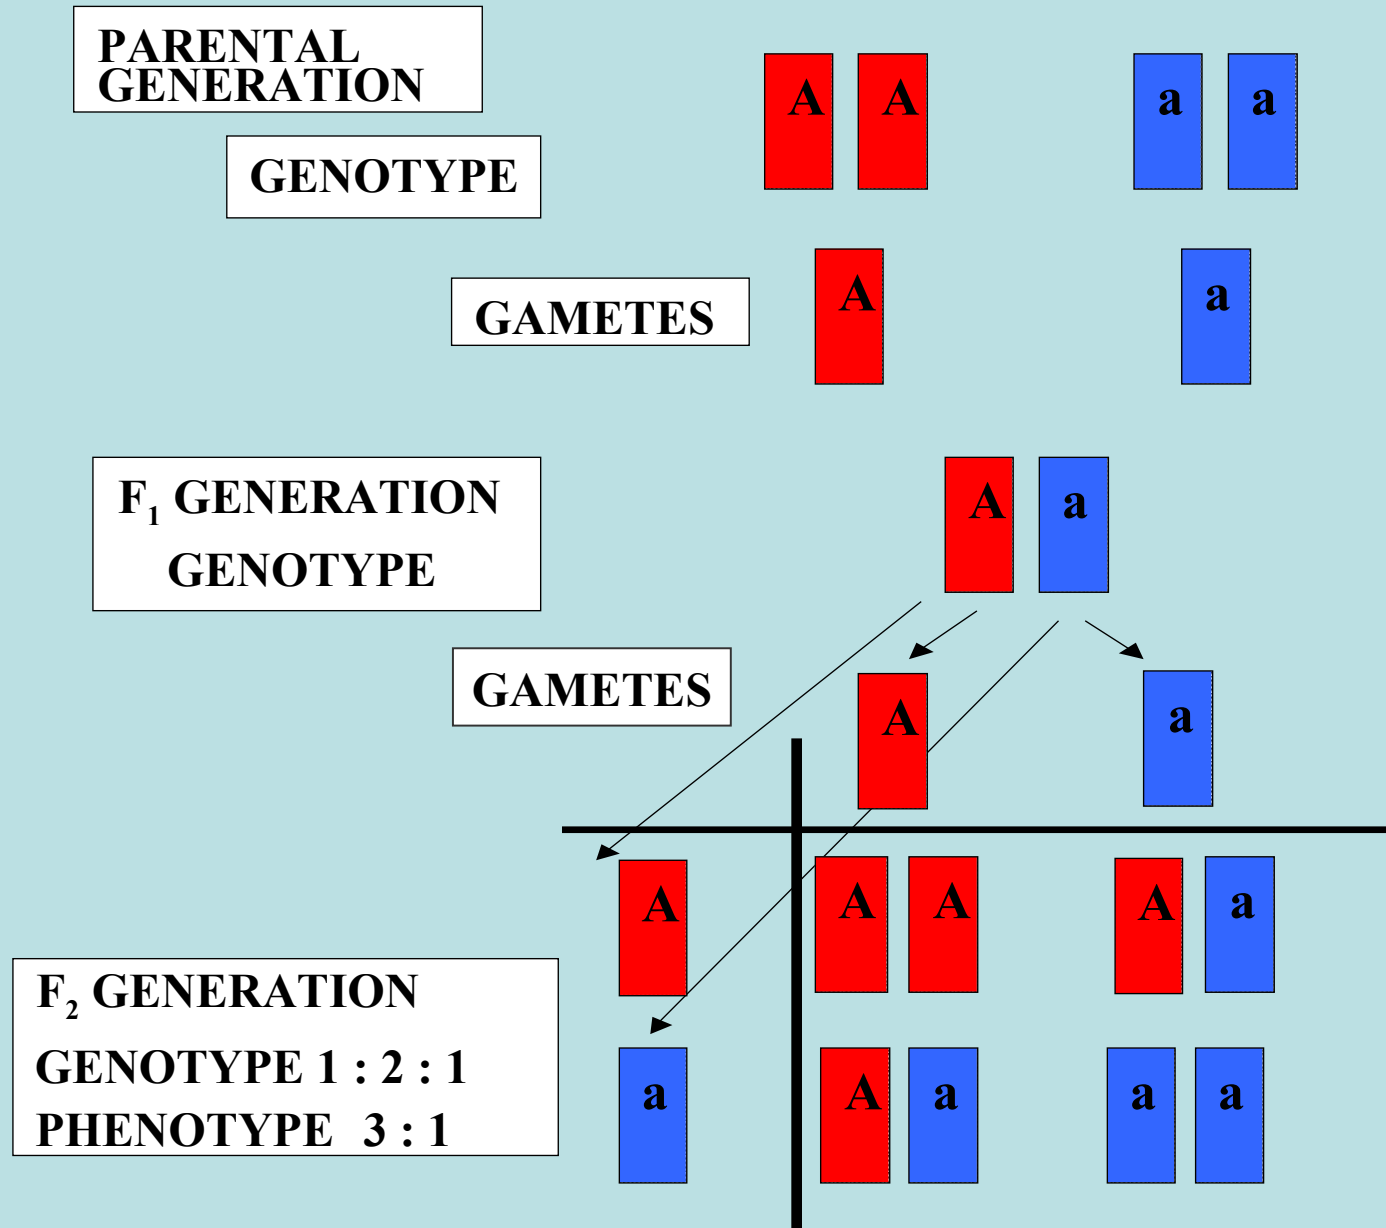 PARENTAL
GENERATION
A A a a
GENOTYPE
A a
GAMETES
F₁ GENERATION
A a
GENOTYPE
GAMETES
A a
A A A A a
F₂ GENERATION
GENOTYPE 1 : 2 : 1
a A a a a
PHENOTYPE 3 : 1